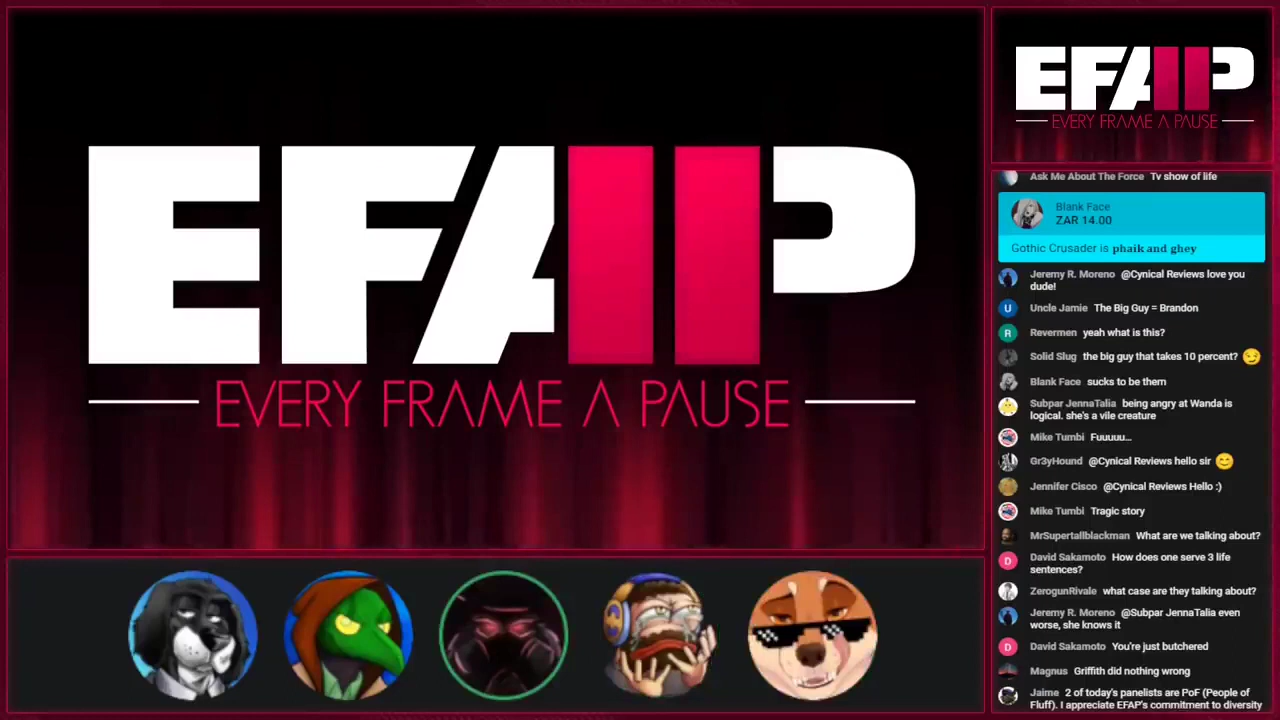 EFAP
EVERY FRAME A PAUSE
EFAP
EVERY FRAME A PAUSE
Ask Me About The Force Tv show of life
Blank Face
ZAR 14.00
Gothic Crusader is phaik and ghey
Jeremy R. Moreno @Cynical Reviews love you
dude!
U Uncle Jamie The Big Guy = Brandon
R Revermen yeah what is this?
Solid Slug the big guy that takes 10 percent? 😏
Blank Face sucks to be them
Subpar JennaTalia being angry at Wanda is
logical. she's a vile creature
Mike Tumbi Fuuuuu...
Gr3yHound @Cynical Reviews hello sir 😊
Jennifer Cisco @Cynical Reviews Hello :)
Mike Tumbi Tragic story
MrSupertallblackman What are we talking about?
D David Sakamoto How does one serve 3 life
sentences?
ZerogunRivale what case are they talking about?
Jeremy R. Moreno @Subpar JennaTalia even
worse, she knows it
D David Sakamoto You're just butchered
Magnus Griffith did nothing wrong
Jaime 2 of today's panelists are PoF (People of
Fluff). I appreciate EFAP's commitment to diversity